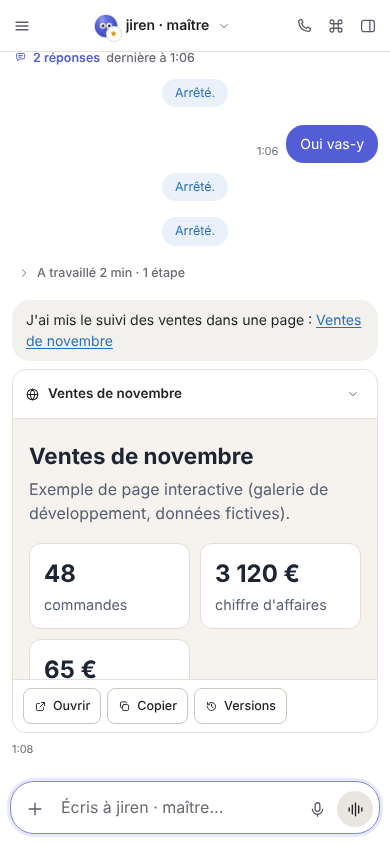 jiren · maître
2 réponses dernière à 1:06
Arrêté.
1:06
Oui vas-y
Arrêté.
Arrêté.
A travaillé 2 min · 1 étape
J'ai mis le suivi des ventes dans une page : Ventes
de novembre
Ventes de novembre
Ventes de novembre
Exemple de page interactive (galerie de
développement, données fictives).
48
commandes
3 120 €
chiffre d'affaires
65 €
Ouvrir
Copier
Versions
1:08
Écris à jiren · maître...